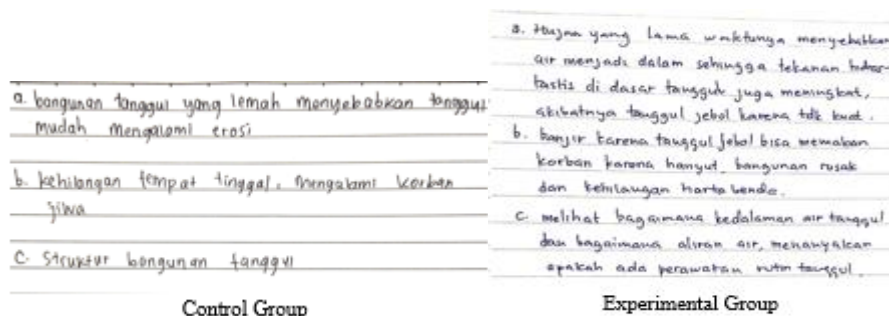 a. bangunan tanggul yang lemah menyebabkan tanggul
mudah mengalami erosi
b. kehilangan tempat tinggal, mengalami korban
jiwa
c. Struktur bangunan tanggul
Control Group
a. Hujan yang lama waktunya menyebabkan
air menjadi dalam sehingga tekanan hidros-
tastis di dasar tanggul juga meningkat,
akibatnya tanggul jebol karena tdk kuat.
b. banjir karena tanggul jebol bisa memakan
korban karena hanyut, bangunan rusak
dan kehilangan harta benda.
c. melihat bagaimana kedalaman air tanggul
dan bagaimana aliran air, menanyakan
apakah ada perawatan rutin tanggul.
Experimental Group